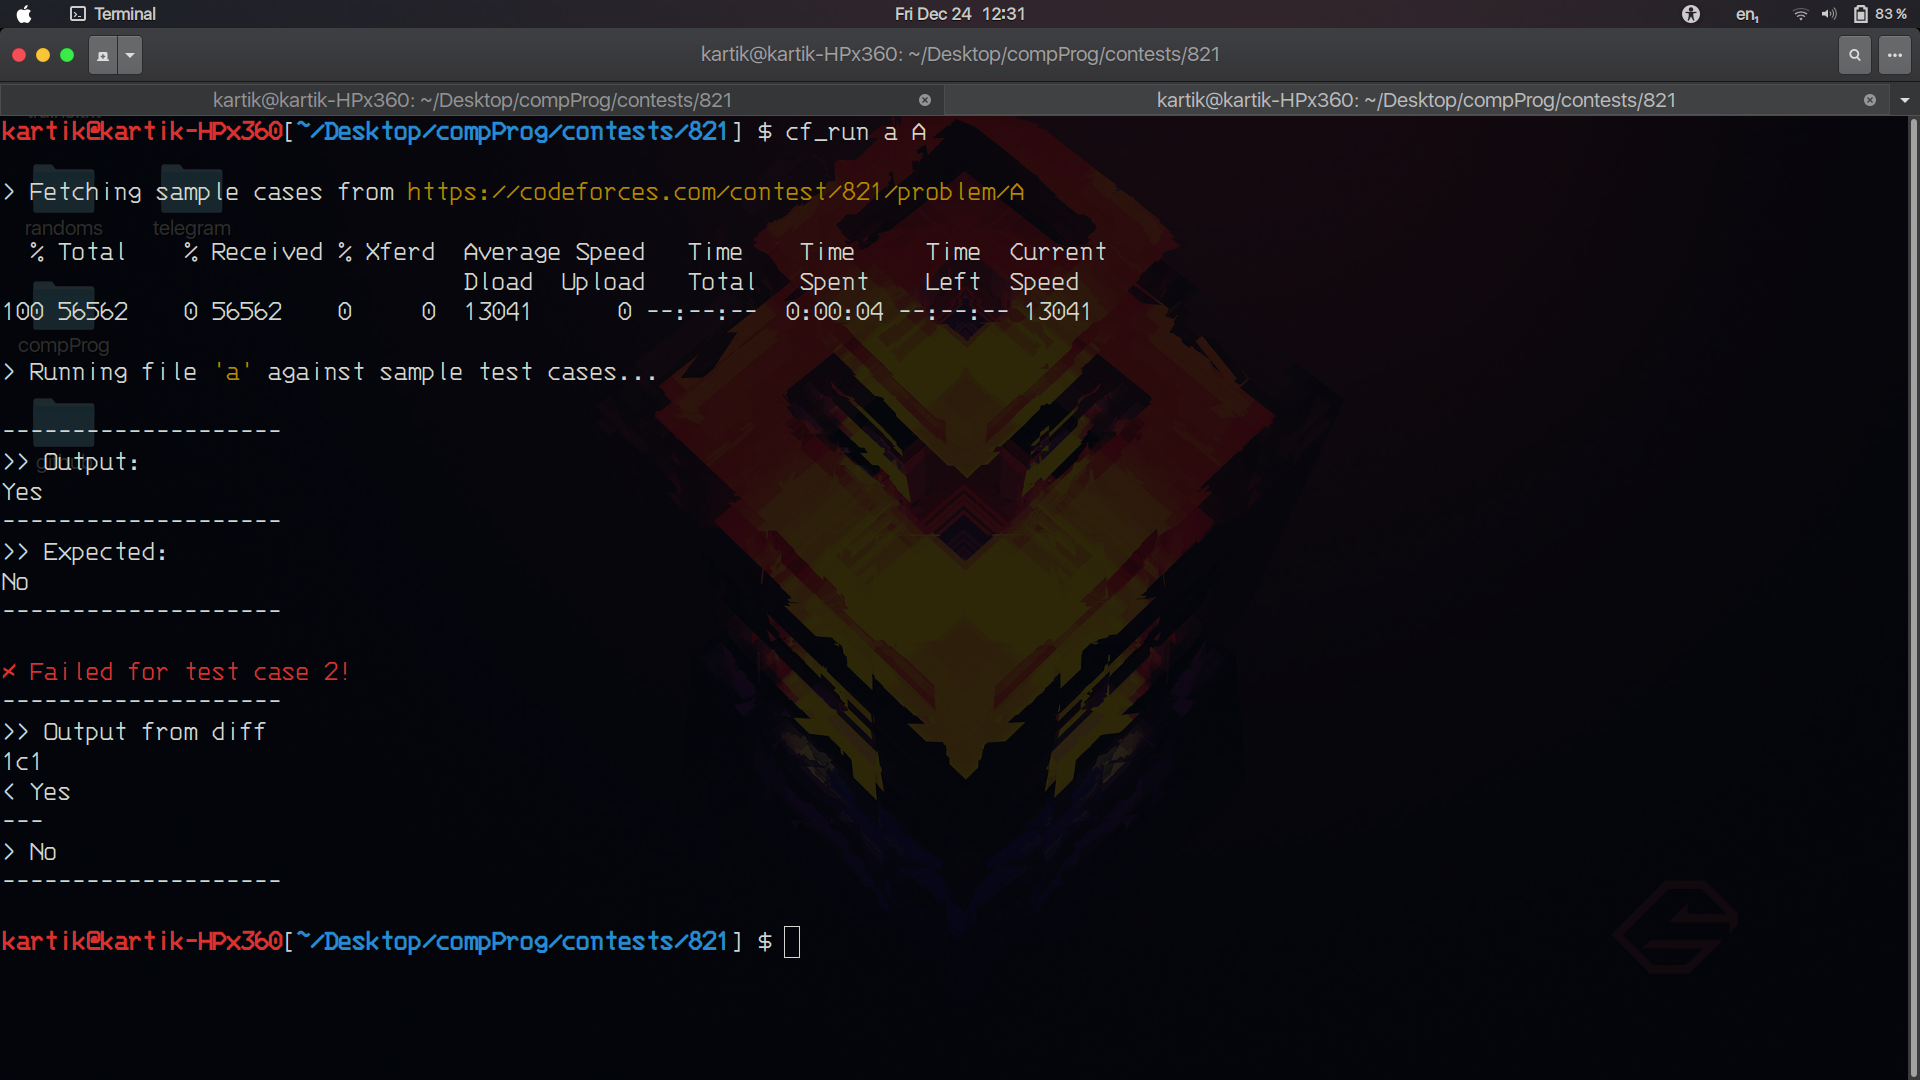 Terminal
Fri Dec 24 12:31
en₁
83 %
kartik@kartik-HPx360: ~/Desktop/compProg/contests/821
kartik@kartik-HPx360: ~/Desktop/compProg/contests/821
kartik@kartik-HPx360: ~/Desktop/compProg/contests/821
kartik@kartik-HPx360[~/Desktop/compProg/contests/821] $ cf_run a A
> Fetching sample cases from https://codeforces.com/contest/821/problem/A
randoms
telegram
% Total % Received % Xferd Average Speed Time Time Time Current
Dload Upload Total Spent Left Speed
100 56562 0 56562 0 0 13041 0 --:--:-- 0:00:04 --:--:-- 13041
compProg
> Running file 'a' against sample test cases...
--------------------
>> Output:
Yes
--------------------
>> Expected:
No
--------------------
✗ Failed for test case 2!
--------------------
>> Output from diff
1c1
< Yes
---
> No
--------------------
kartik@kartik-HPx360[~/Desktop/compProg/contests/821] $